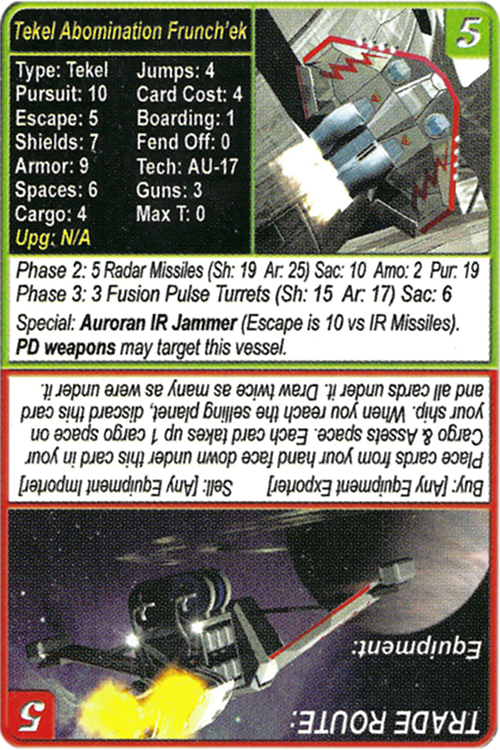 Tekel Abomination Frunch'ek
5
Type: Tekel
Jumps: 4
Pursuit: 10
Card Cost: 4
Escape: 5
Boarding: 1
Shields: 7
Fend Off: 0
Armor: 9
Tech: AU-17
Spaces: 6
Guns: 3
Cargo: 4
Max T: 0
Upg: N/A
Phase 2: 5 Radar Missiles (Sh: 19 Ar: 25) Sac: 10 Amo: 2 Pur: 19
Phase 3: 3 Fusion Pulse Turrets (Sh: 15 Ar: 17) Sac: 6
Special: Auroran IR Jammer (Escape is 10 vs IR Missiles).
PD weapons may target this vessel.
TRADE ROUTE:
5
Equipment:
Buy: [Any Equipment Exporter] Sell: [Any Equipment Importer]
Place cards from your hand face down under this card in your
Cargo & Assets space. Each card takes up 1 cargo space on
your ship. When you reach the selling planet, discard this card
and all cards under it. Draw twice as many as were under it.